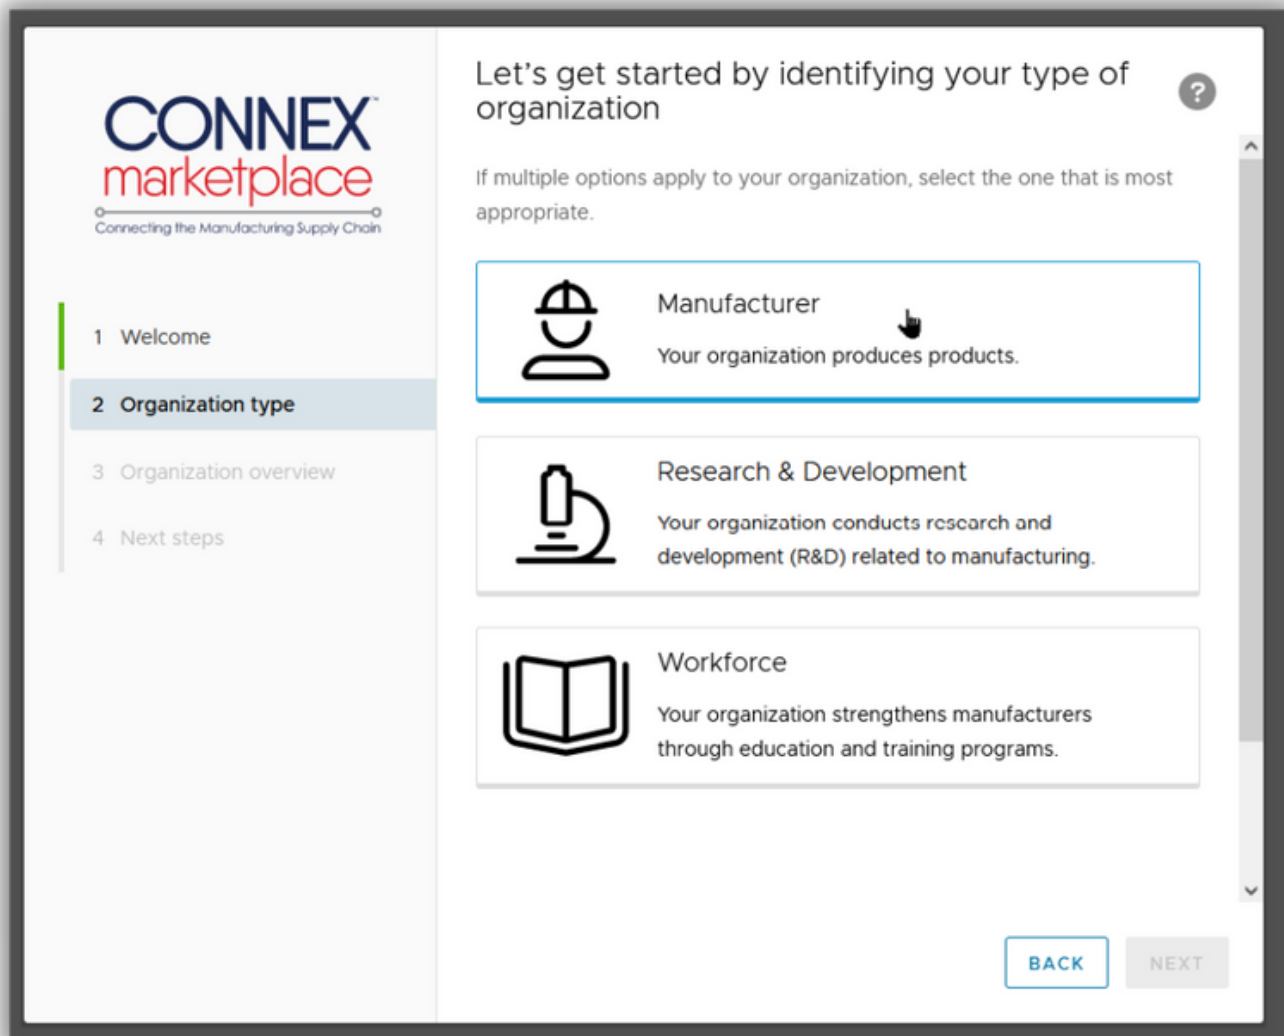 CONNEX™
marketplace
Connecting the Manufacturing Supply Chain
1 Welcome
2 Organization type
3 Organization overview
4 Next steps
Let’s get started by identifying your type of
organization
?
If multiple options apply to your organization, select the one that is most
appropriate.
Manufacturer
Your organization produces products.
Research & Development
Your organization conducts research and
development (R&D) related to manufacturing.
Workforce
Your organization strengthens manufacturers
through education and training programs.
BACK
NEXT